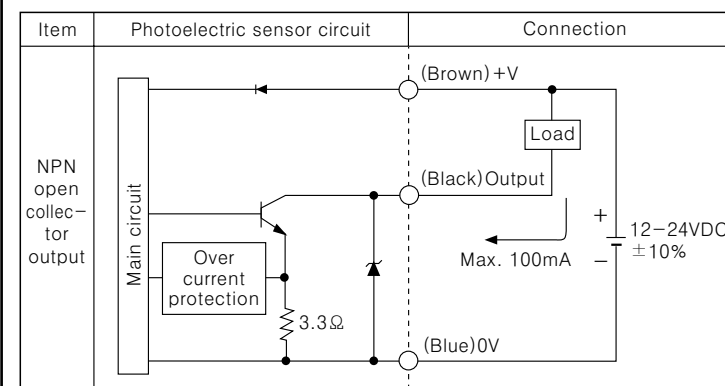 Item
Photoelectric sensor circuit
Connection
NPN
open
collec-
tor
output
Main circuit
Over
current
protection
3.3Ω
(Brown)+V
Load
(Black)Output
Max. 100mA
+
−
12−24VDC
±10%
(Blue)0V